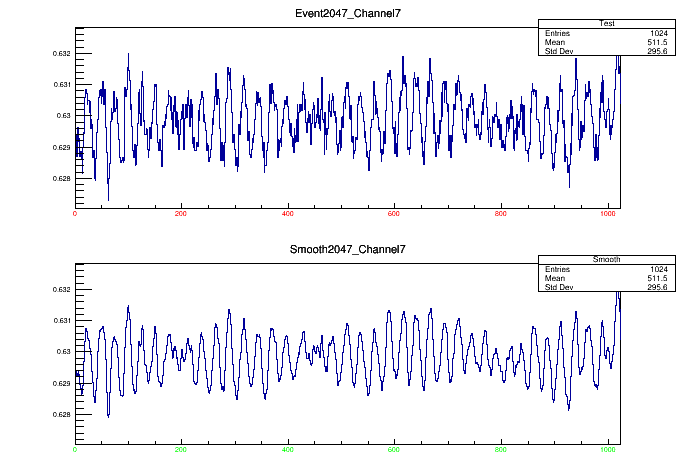 Event2047_Channel7
Test
Entries 1024
Mean 511.5
Std Dev 295.6
0.632
0.631
0.63
0.629
0.628
0 200 400 600 800 1000
Smooth2047_Channel7
Smooth
Entries 1024
Mean 511.5
Std Dev 295.6
0.632
0.631
0.63
0.629
0.628
0 200 400 600 800 1000